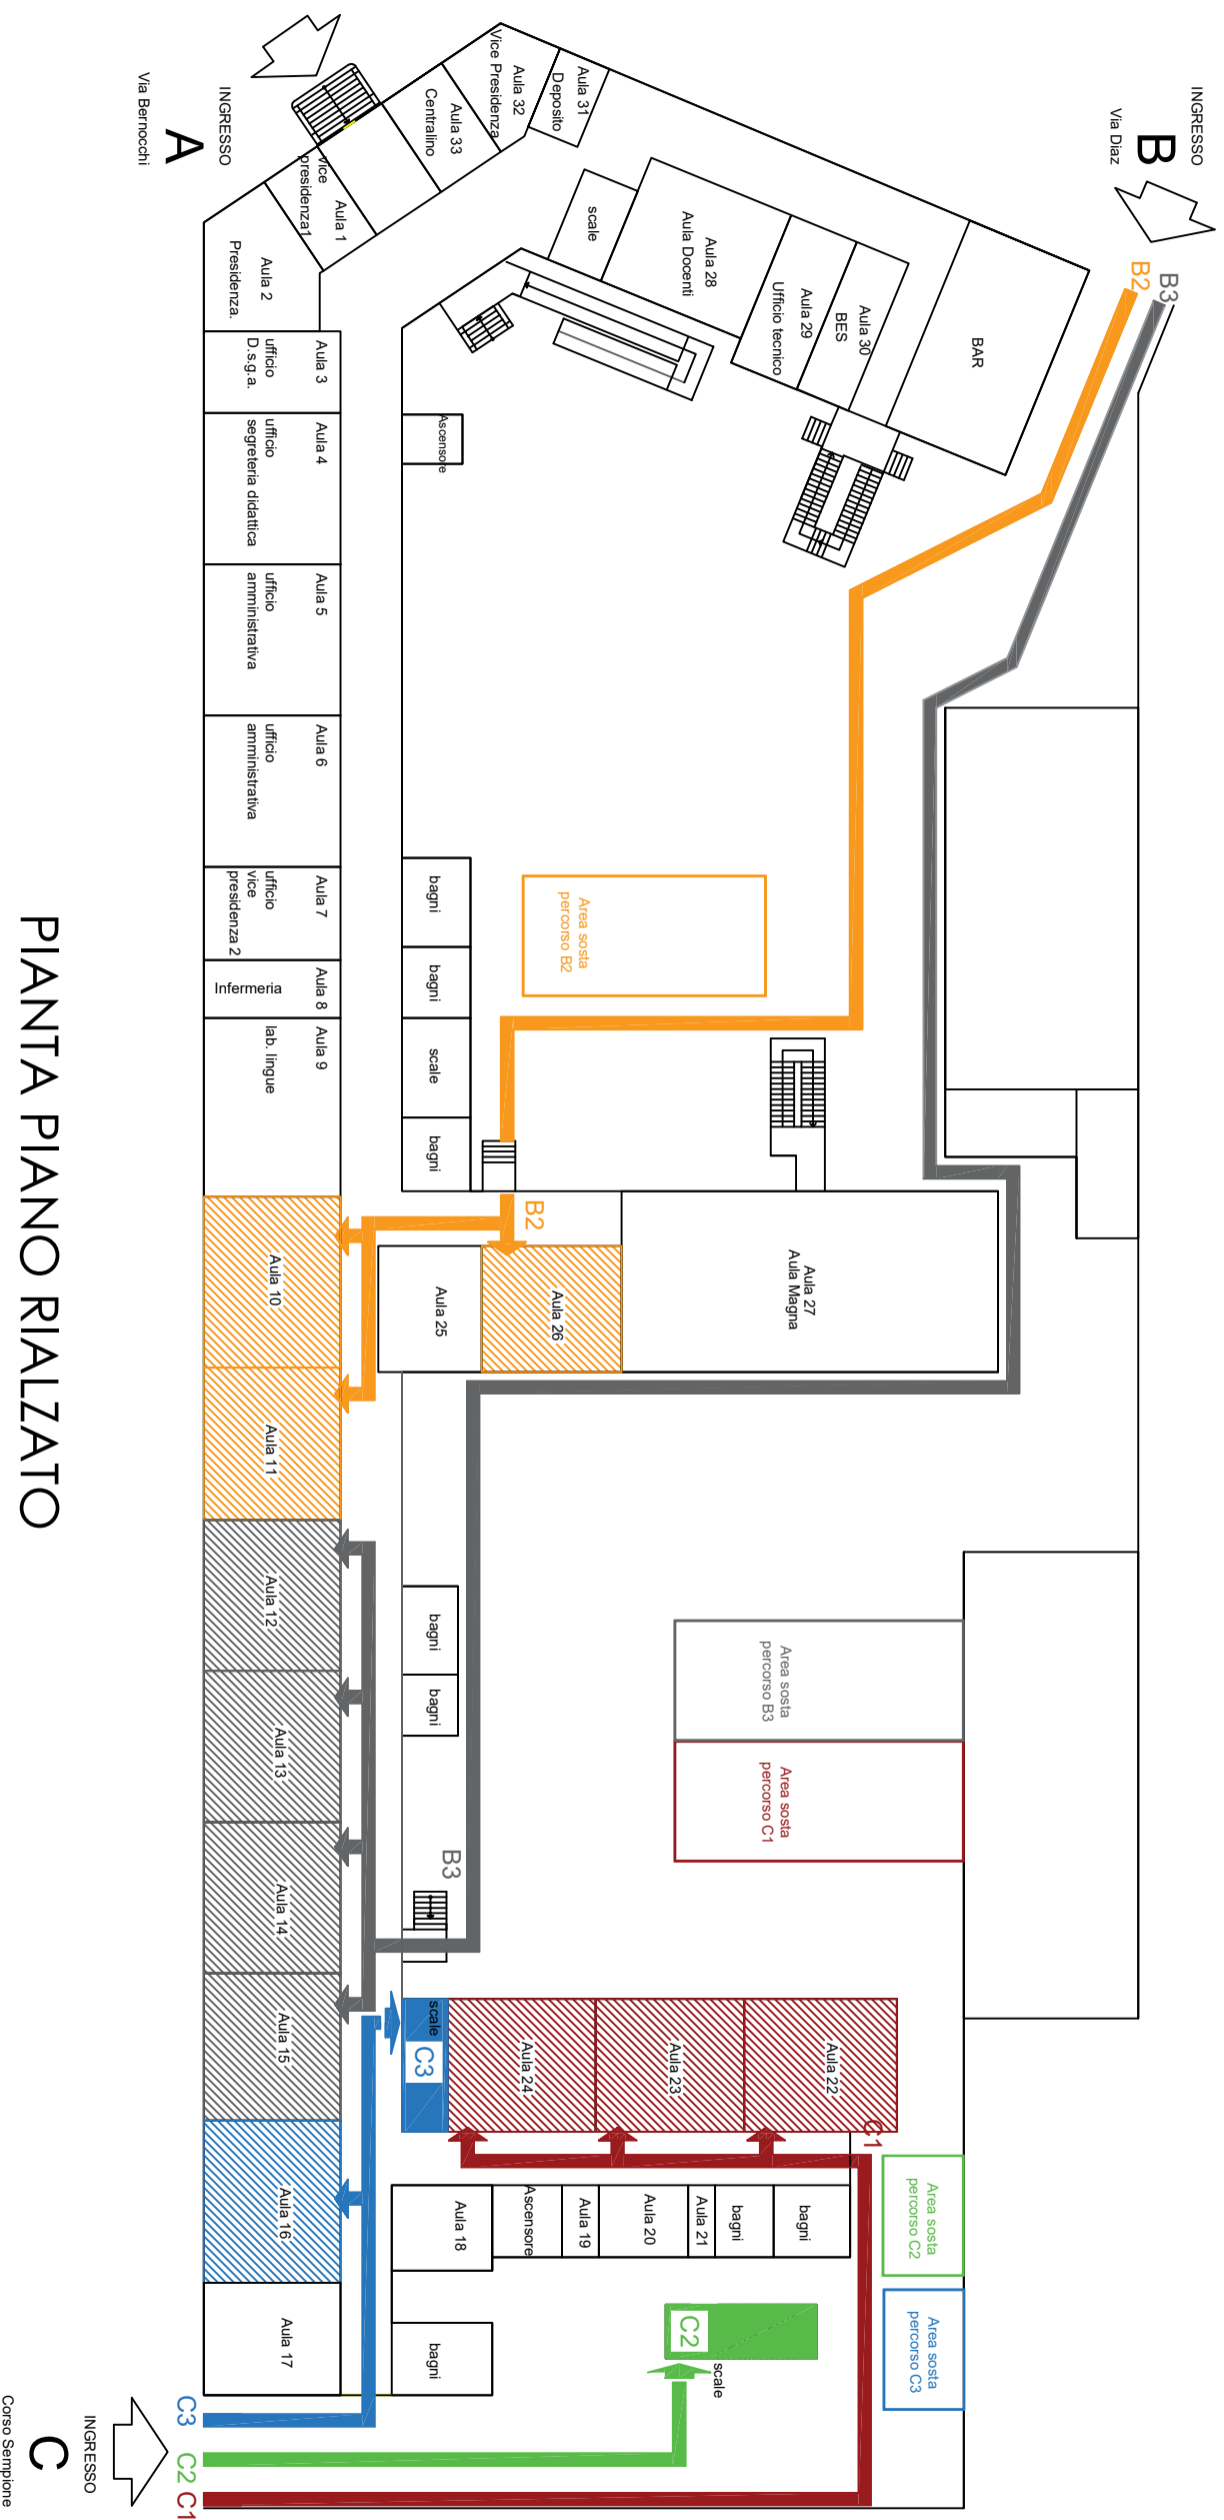 INGRESSO
B
Via Diaz
B3
B2
INGRESSO
A
Via Bernocchi
Aula 31
Deposito
Aula 32
Vice Presidenza
Aula 33
Centralino
Aula 1
Vice
presidenza1
Aula 2
Presidenza.
scale
Aula 28
Aula Docenti
Aula 29
Ufficio tecnico
Aula 30
BES
BAR
Ascensore
Aula 3
ufficio
D.s.g.a.
Aula 4
ufficio
segreteria didattica
Aula 5
ufficio
amministrativa
Aula 6
ufficio
amministrativa
Aula 7
ufficio
vice
presidenza 2
Aula 8
Infermeria
Aula 9
lab. lingue
bagni
bagni
scale
bagni
Area sosta
percorso B2
B2
Aula 10
Aula 11
Aula 25
Aula 26
Aula 27
Aula Magna
Aula 12
Aula 13
Aula 14
Aula 15
Aula 16
Aula 17
bagni
bagni
B3
Area sosta
percorso B3
Area sosta
percorso C1
scale
C3
Aula 24
Aula 23
Aula 22
C1
Aula 18
Ascensore
Aula 19
Aula 20
Aula 21
bagni
bagni
Area sosta
percorso C2
Area sosta
percorso C3
bagni
C2
scale
C3
C2
C1
INGRESSO
C
Corso Sempione
PIANTA PIANO RIALZATO